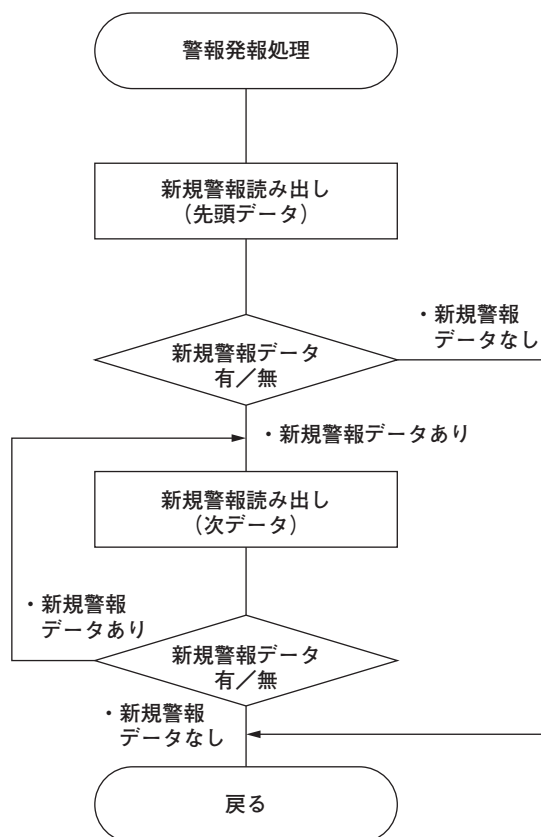 警報発報処理
新規警報読み出し
(先頭データ)
・新規警報
データなし
新規警報データ
有／無
・新規警報データあり
新規警報読み出し
(次データ)
・新規警報
データあり
新規警報データ
有／無
・新規警報
データなし
戻る